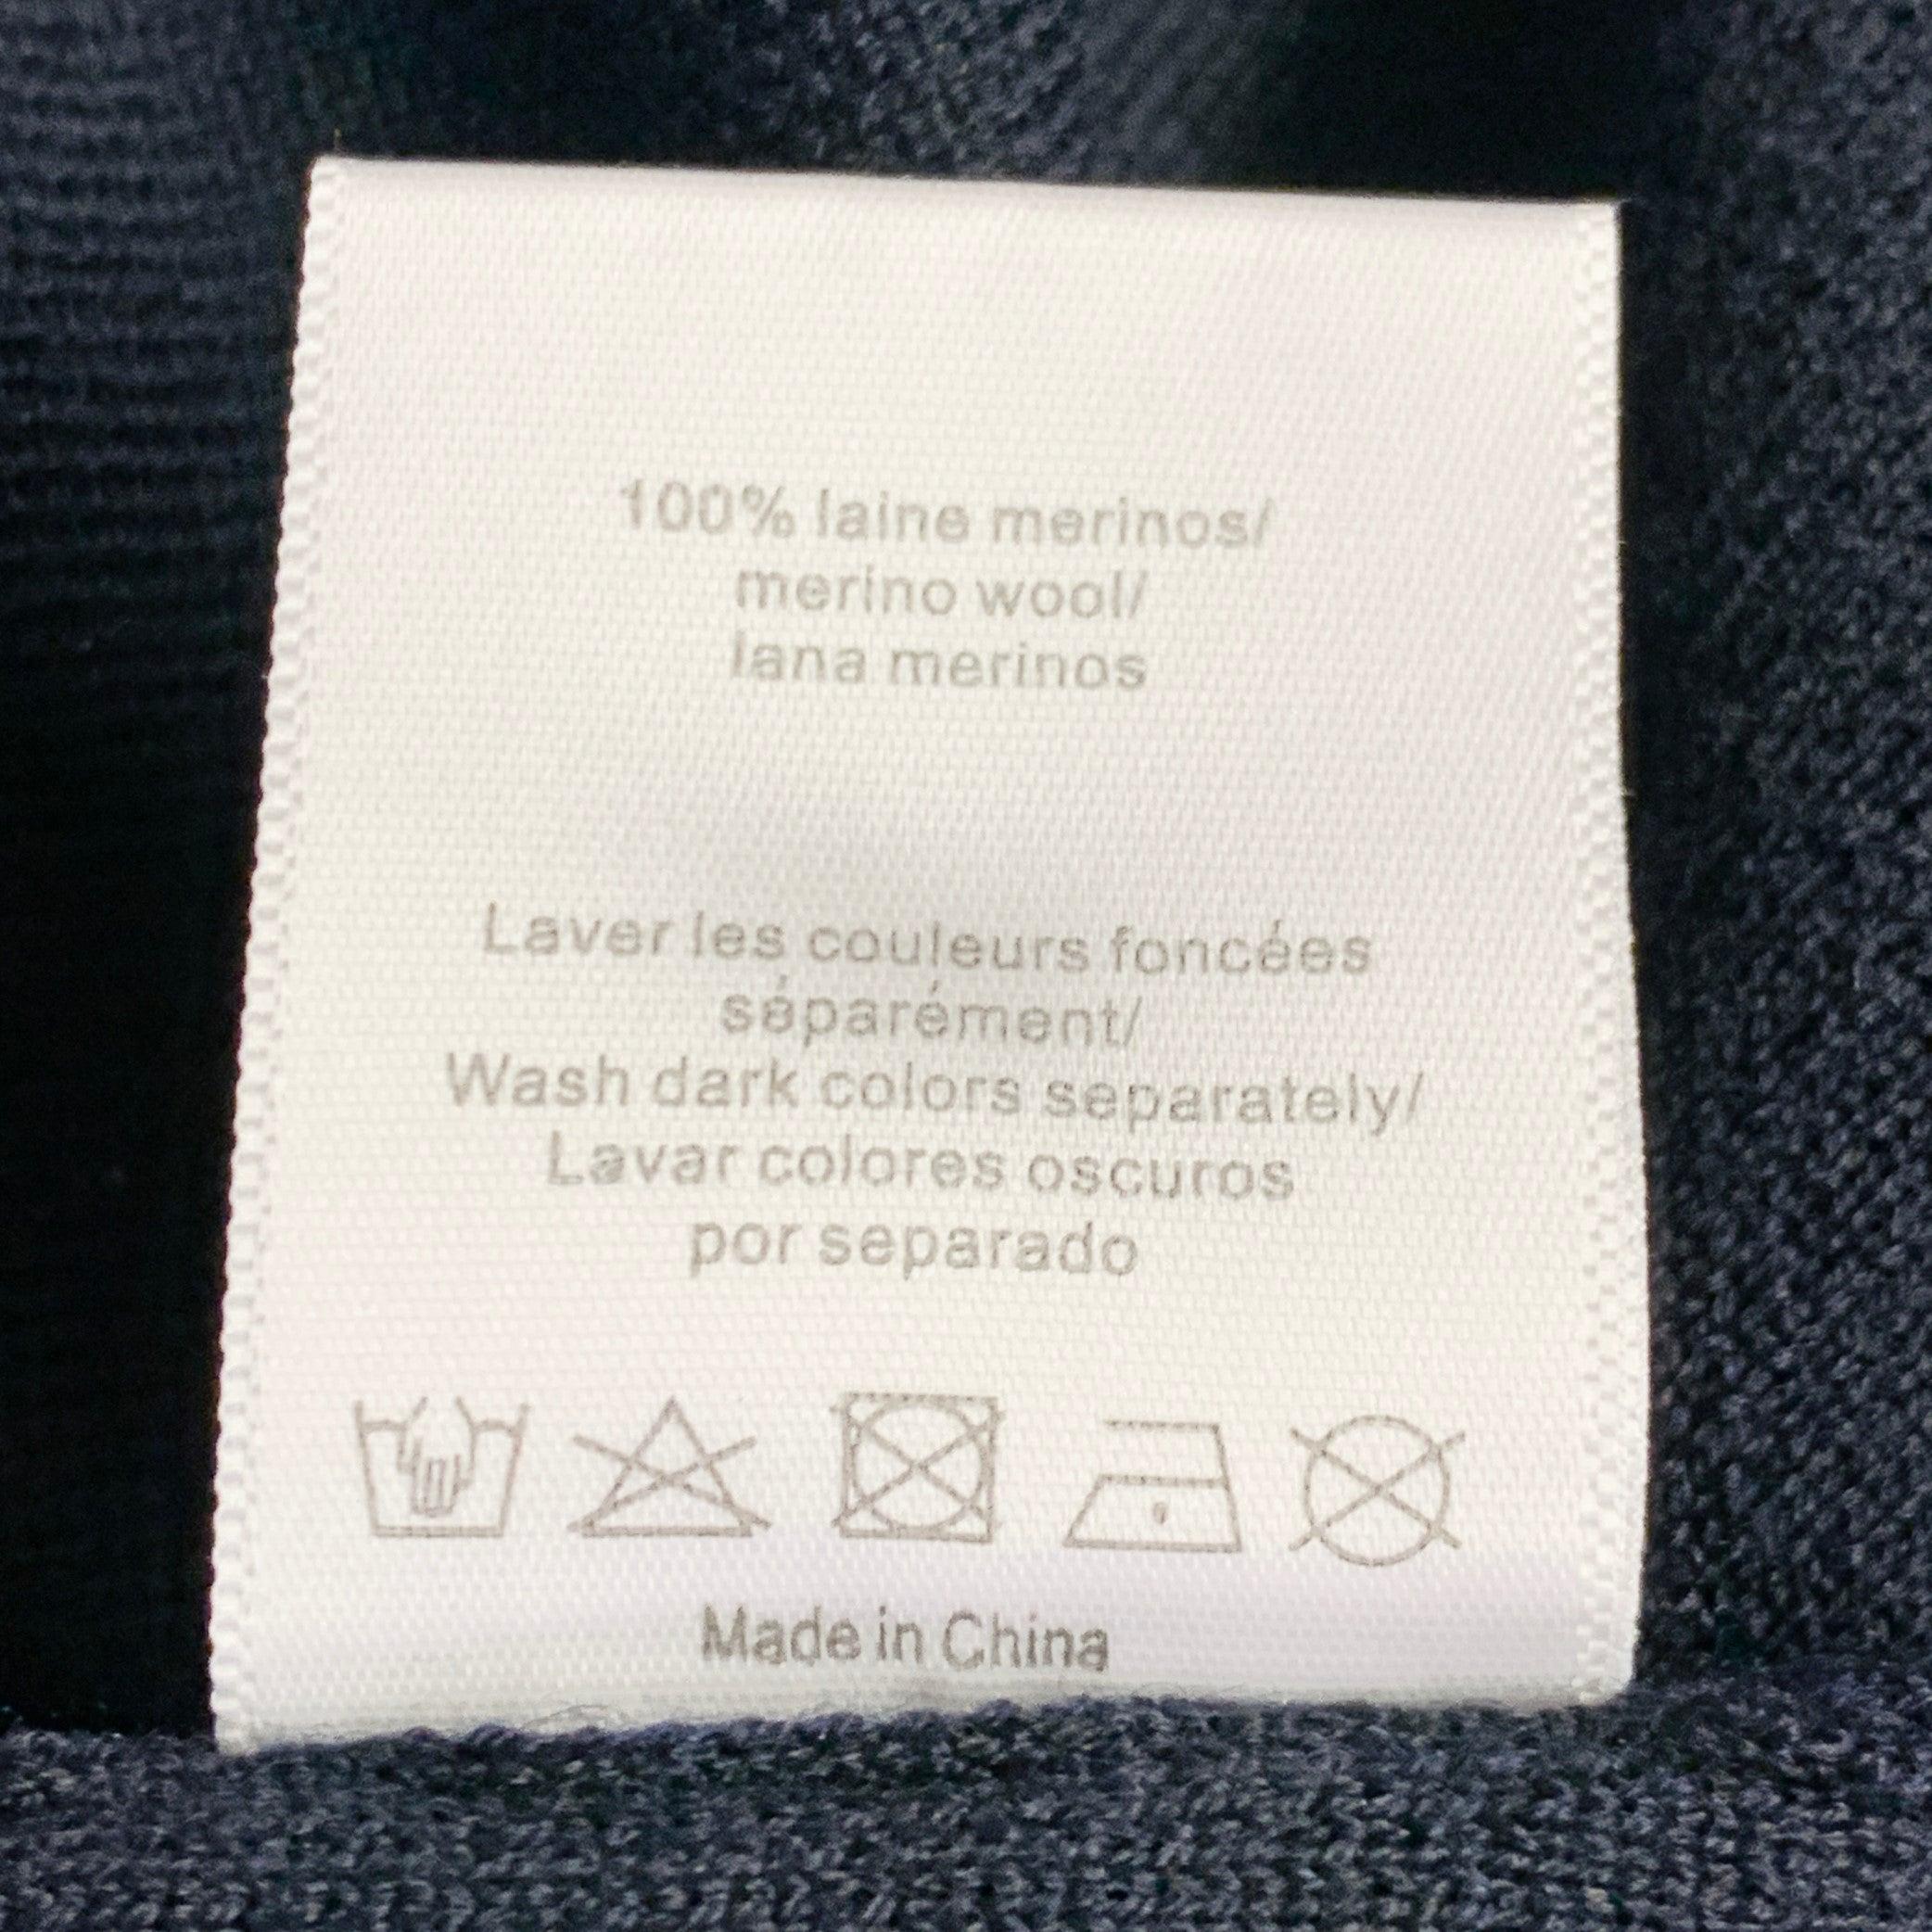 100% laine merinos/
merino wool/
lana merinos
Laver les couleurs foncées
séparément/
Wash dark colors separately/
Lavar colores oscuros
por separado
Made in China